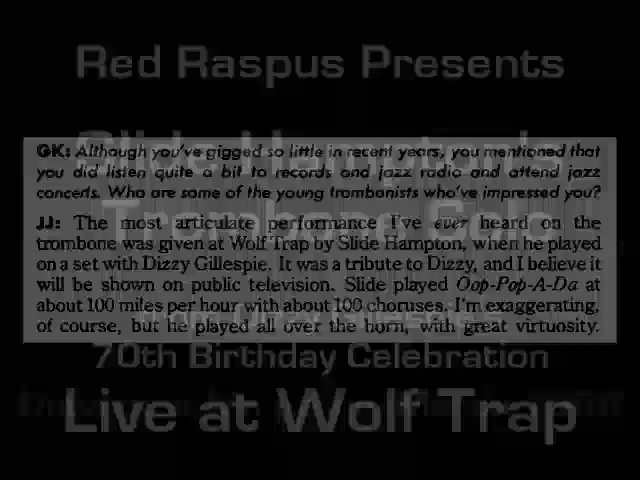 Red Raspus Presents
Slide Hampton's
Trombone Solo
GK: Although you've gigged so little in recent years, you mentioned that
you did listen quite a bit to records and jazz radio and attend jazz
concerts. Who are some of the young trombonists who've impressed you?
JJ: The most articulate performance I've ever heard on the
trombone was given at Wolf Trap by Slide Hampton, when he played
on a set with Dizzy Gillespie. It was a tribute to Dizzy, and I believe it
will be shown on public television. Slide played Oop-Pop-A-Da at
about 100 miles per hour with about 100 choruses. I'm exaggerating,
of course, but he played all over the horn, with great virtuosity.
70th Birthday Celebration
Live at Wolf Trap